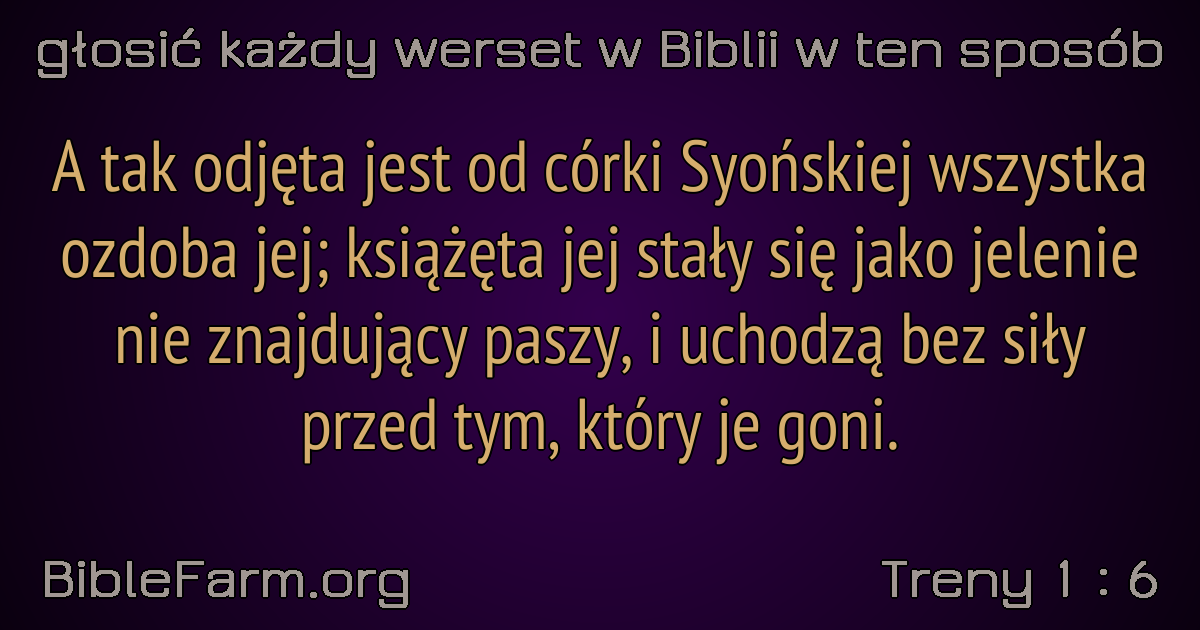 głosić każdy werset w Biblii w ten sposób
A tak odjęta jest od córki Syońskiej wszystka
ozdoba jej; książęta jej stały się jako jelenie
nie znajdujący paszy, i uchodzą bez siły
przed tym, który je goni.
BibleFarm.org
Treny 1 : 6